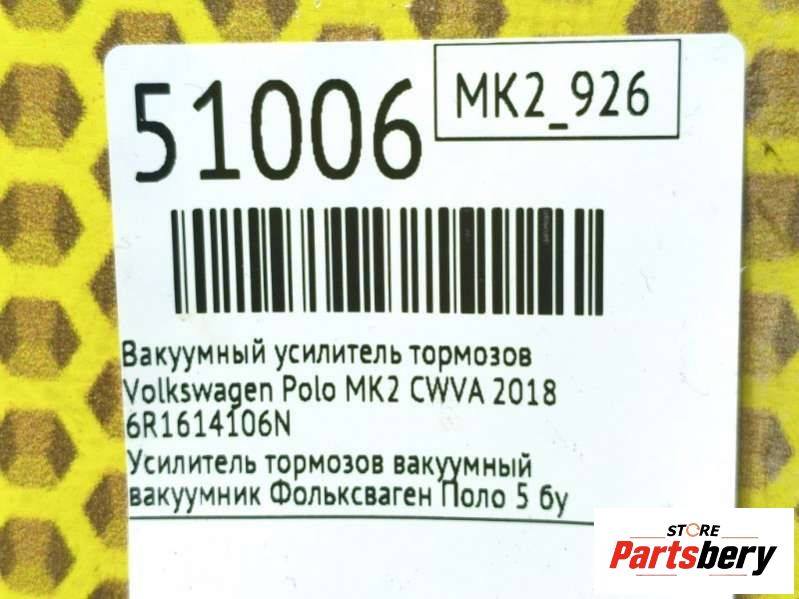 51006
MK2_926
Вакуумный усилитель тормозов
Volkswagen Polo MK2 CWVA 2018
6R1614106N
Усилитель тормозов вакуумный
вакуумник Фольксваген Поло 5 бу
STORE
Partsbery